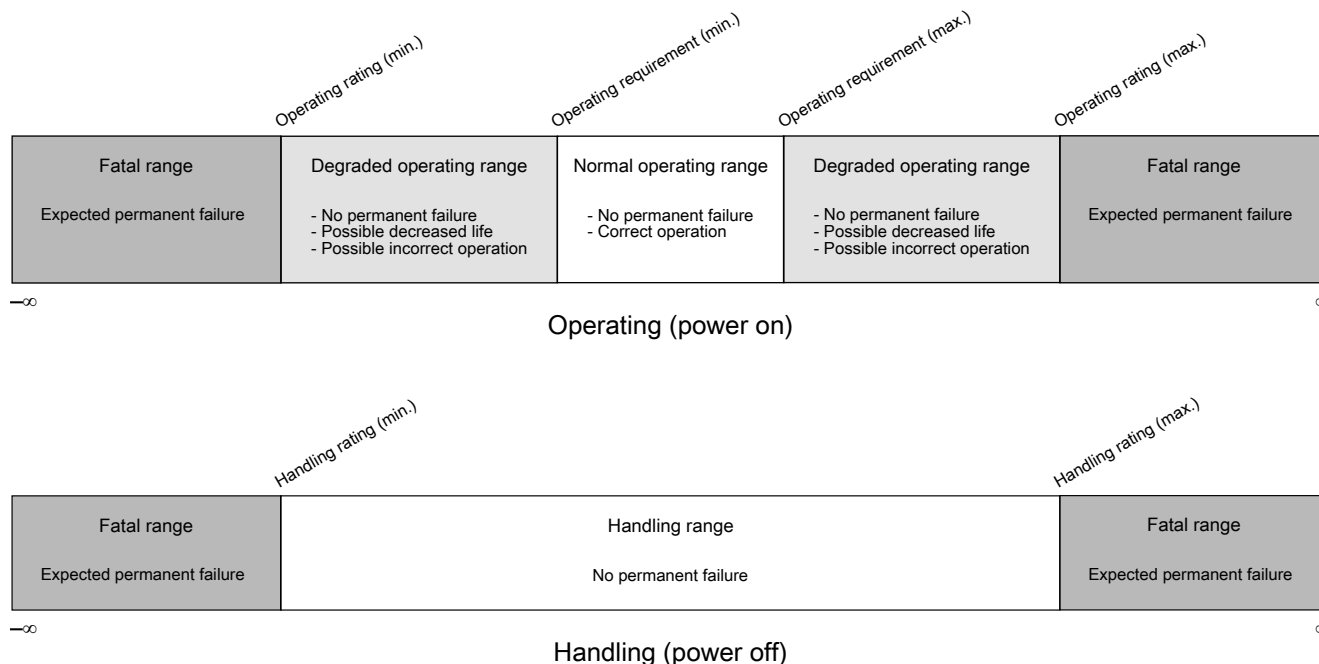 Operating rating (min.)
Operating requirement (min.)
Operating requirement (max.)
Operating rating (max.)
Fatal range
Degraded operating range
Normal operating range
Degraded operating range
Fatal range
Expected permanent failure
- No permanent failure
- Possible decreased life
- Possible incorrect operation
- No permanent failure
- Correct operation
- No permanent failure
- Possible decreased life
- Possible incorrect operation
Expected permanent failure
–∞
Operating (power on)
Handling rating (min.)
Handling rating (max.)
Fatal range
Handling range
Fatal range
Expected permanent failure
No permanent failure
Expected permanent failure
–∞
Handling (power off)